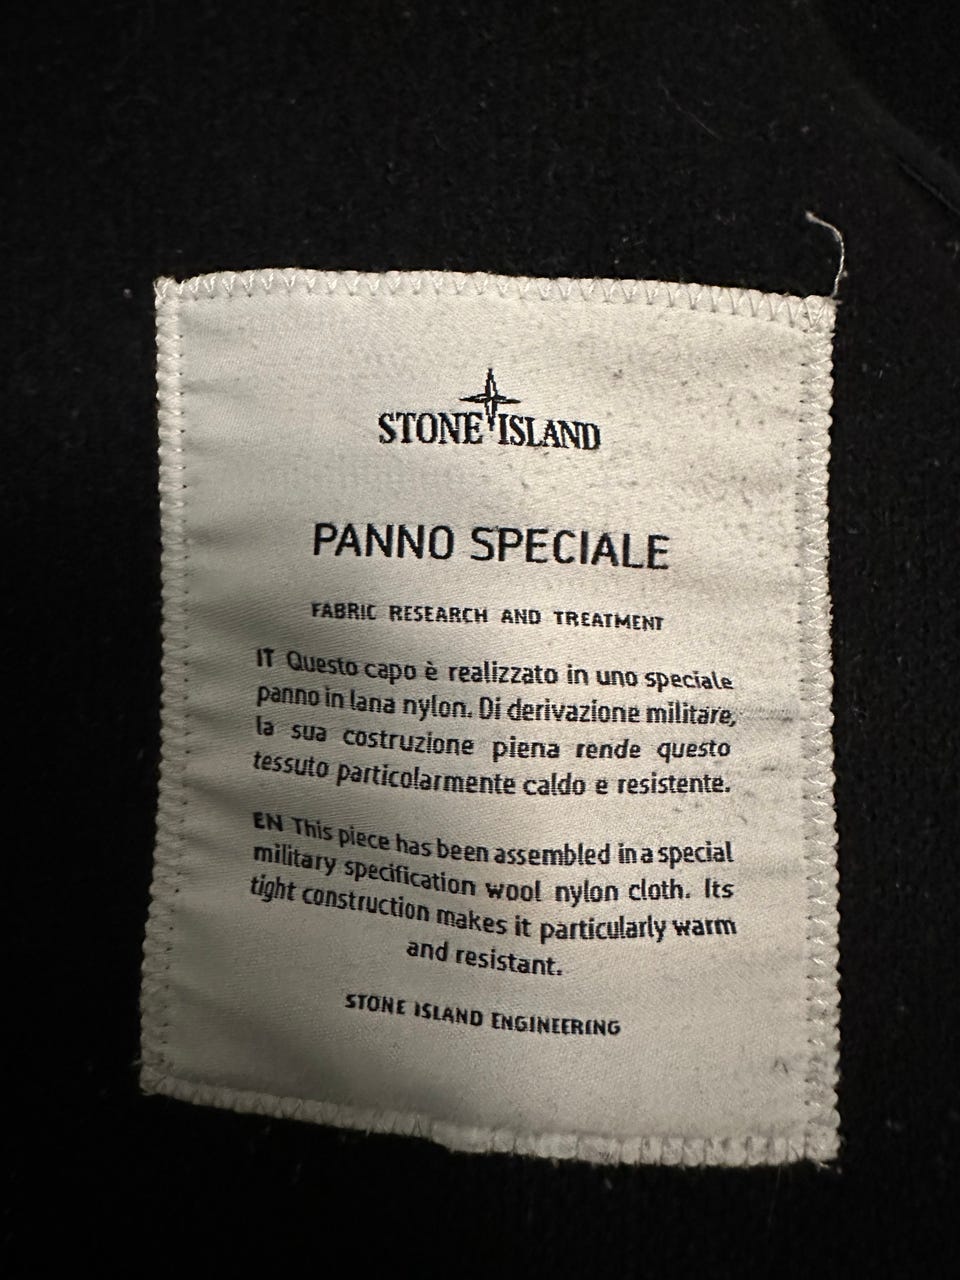 STONE ISLAND
PANNO SPECIALE
FABRIC RESEARCH AND TREATMENT
IT Questo capo è realizzato in uno speciale
panno in lana nylon. Di derivazione militare,
la sua costruzione piena rende questo
tessuto particolarmente caldo e resistente.
EN This piece has been assembled in a special
military specification wool nylon cloth. Its
tight construction makes it particularly warm
and resistant.
STONE ISLAND ENGINEERING